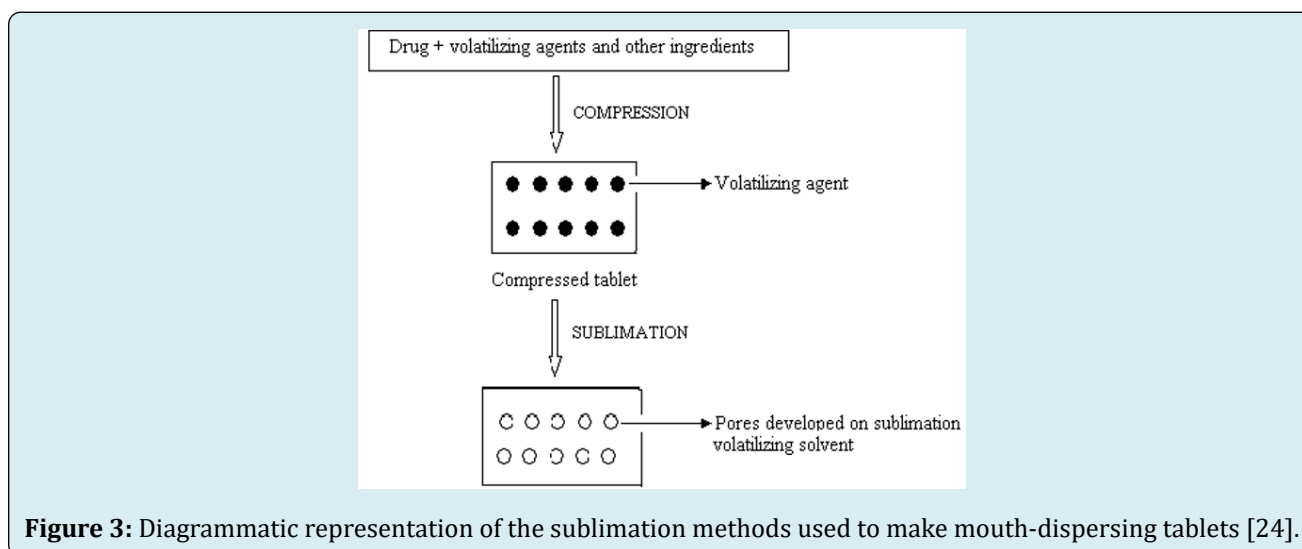 Drug + volatilizing agents and other ingredients
COMPRESSION
Volatilizing agent
Compressed tablet
SUBLIMATION
Pores developed on sublimation
volatilizing solvent
Figure 3: Diagrammatic representation of the sublimation methods used to make mouth-dispersing tablets [24].